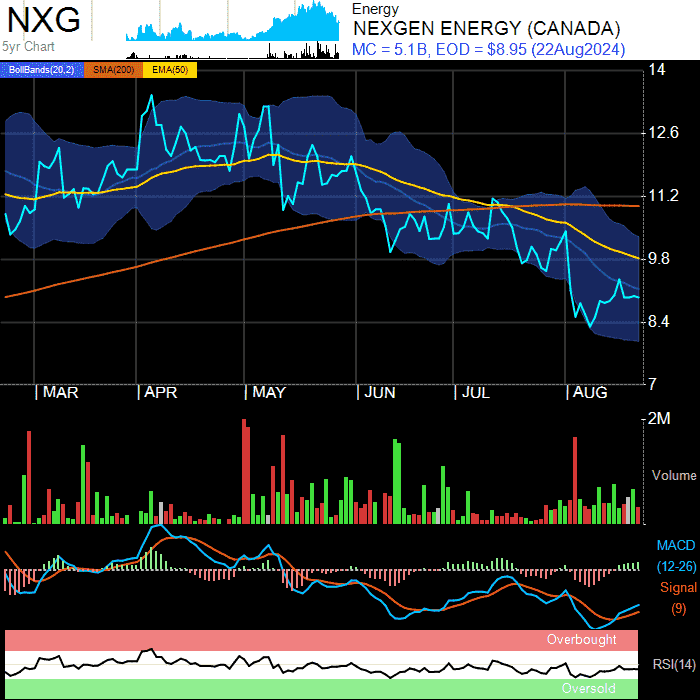 NXG
5yr Chart
Energy
NEXGEN ENERGY (CANADA)
MC = 5.1B, EOD = $8.95 (22Aug2024)
BollBands(20,2) SMA(200) EMA(50)
14
12.6
11.2
9.8
8.4
7
| MAR | APR | MAY | JUN | JUL | AUG
2M
Volume
MACD
(12-26)
Signal
(9)
Overbought
RSI(14)
Oversold